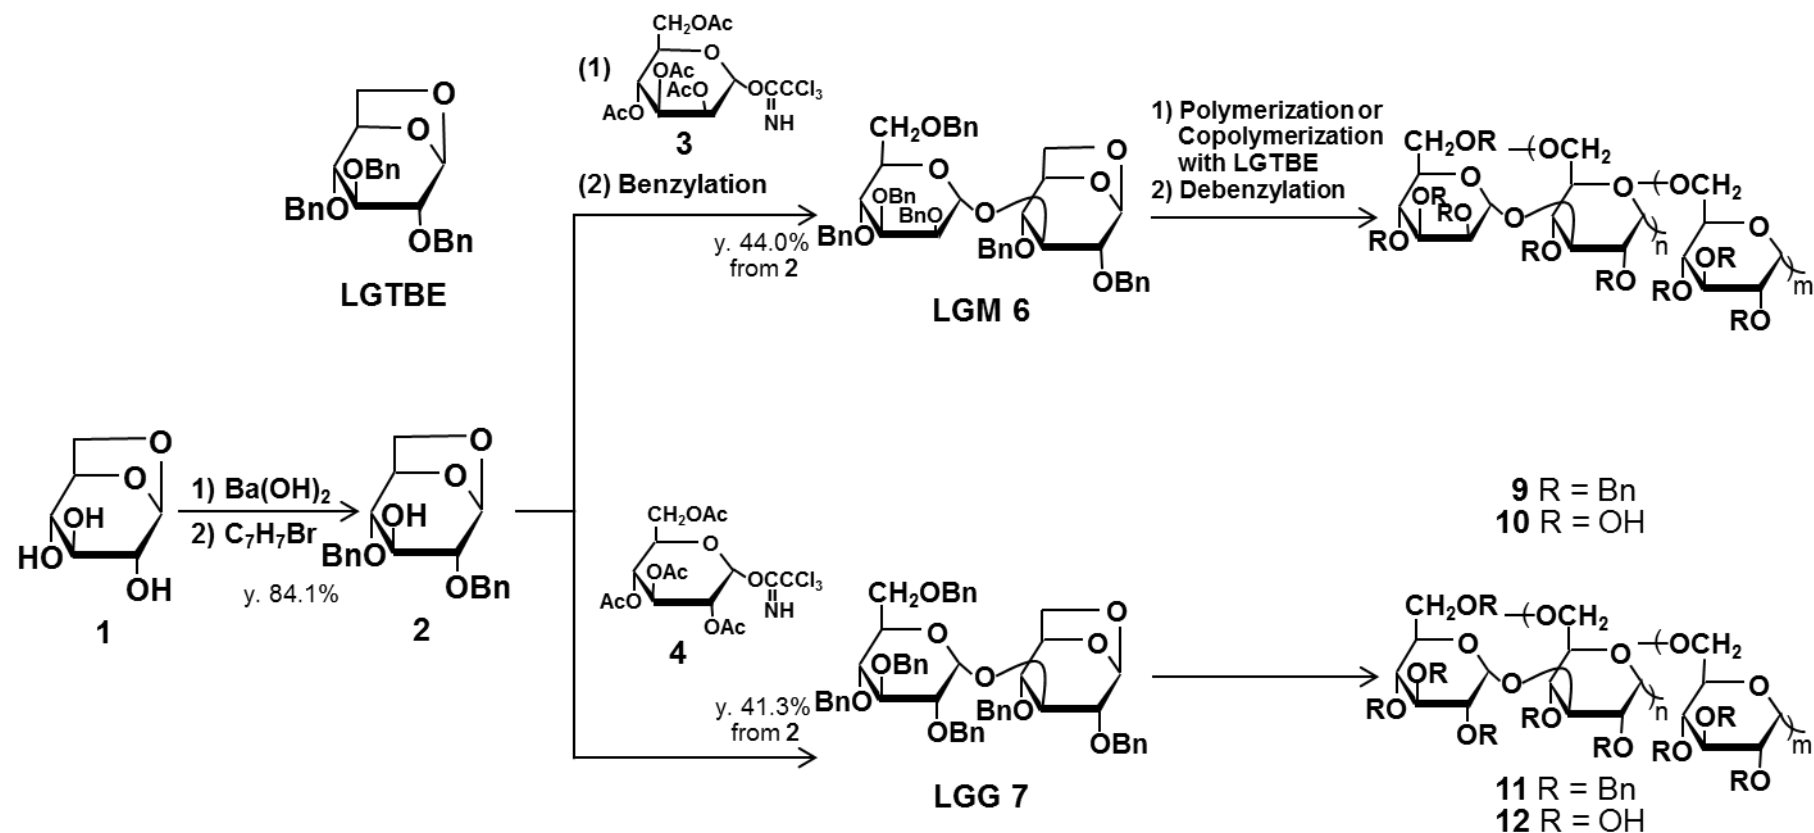 CH2OAc
(1)
O
OAc
AcO
OCCCl3
AcO
NH
3
(2) Benzylation
y. 44.0%
from 2
O
O
OBn
BnO
OBn
LGTBE
CH2OBn
O
OBn
BnO
BnO
O
O
O
BnO
OBn
LGM 6
1) Polymerization or
Copolymerization
with LGTBE
2) Debenzylation
CH2OR
(OCH2
O
OR
RO
RO
O
O
(OCH2
RO
RO
n
O
OR
RO
RO
m
O
O
OH
HO
OH
1
1) Ba(OH)2
2) C7H7Br
y. 84.1%
O
O
OH
BnO
OBn
2
CH2OAc
O
OAc
OCCCl3
AcO
NH
OAc
4
y. 41.3%
from 2
CH2OBn
O
OBn
BnO
OBn
O
O
O
BnO
OBn
LGG 7
9 R = Bn
10 R = OH
CH2OR
(OCH2
O
OR
RO
OR
O
O
(OCH2
RO
RO
n
O
OR
RO
RO
m
11 R = Bn
12 R = OH